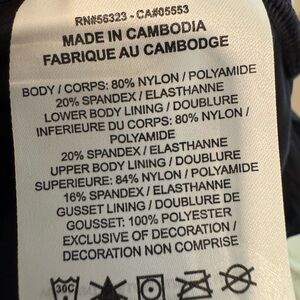 RN#56323 - CA#05553
MADE IN CAMBODIA
FABRIQUE AU CAMBODGE
BODY / CORPS: 80% NYLON / POLYAMIDE
20% SPANDEX / ELASTHANNE
LOWER BODY LINING / DOUBLURE
INFERIEURE DU CORPS: 80% NYLON /
POLYAMIDE
20% SPANDEX / ELASTHANNE
UPPER BODY LINING / DOUBLURE
SUPERIEURE: 84% NYLON / POLYAMIDE
16% SPANDEX / ELASTHANNE
GUSSET LINING / DOUBLURE DE
GOUSSET: 100% POLYESTER
EXCLUSIVE OF DECORATION /
DECORATION NON COMPRISE
30C